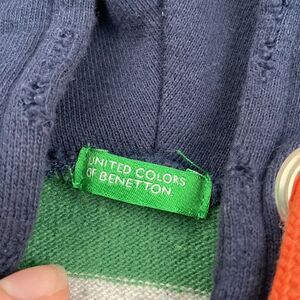 UNITED COLORS
OF BENETTON.